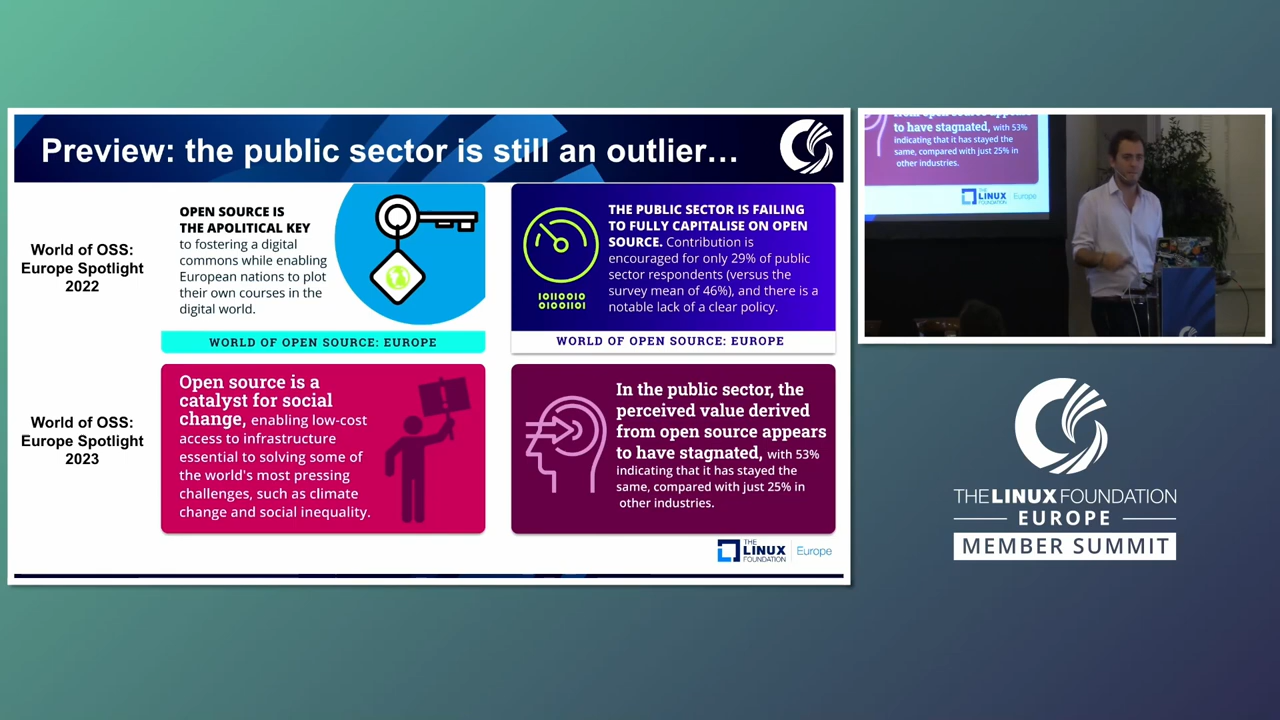 Preview: the public sector is still an outlier…
World of OSS:
Europe Spotlight
2022
OPEN SOURCE IS
THE APOLITICAL KEY
to fostering a digital
commons while enabling
European nations to plot
their own courses in the
digital world.
WORLD OF OPEN SOURCE: EUROPE
10110010
01001101
THE PUBLIC SECTOR IS FAILING
TO FULLY CAPITALISE ON OPEN
SOURCE. Contribution is
encouraged for only 29% of public
sector respondents (versus the
survey mean of 46%), and there is a
notable lack of a clear policy.
WORLD OF OPEN SOURCE: EUROPE
World of OSS:
Europe Spotlight
2023
Open source is a
catalyst for social
change, enabling low-cost
access to infrastructure
essential to solving some of
the world's most pressing
challenges, such as climate
change and social inequality.
In the public sector, the
perceived value derived
from open source appears
to have stagnated, with 53%
indicating that it has stayed the
same, compared with just 25% in
other industries.
THE
LINUX
FOUNDATION
Europe
from open source appears
to have stagnated, with 53%
indicating that it has stayed the
same, compared with just 25% in
other industries.
THE
LINUX
FOUNDATION
Europe
THE LINUX FOUNDATION
EUROPE
MEMBER SUMMIT